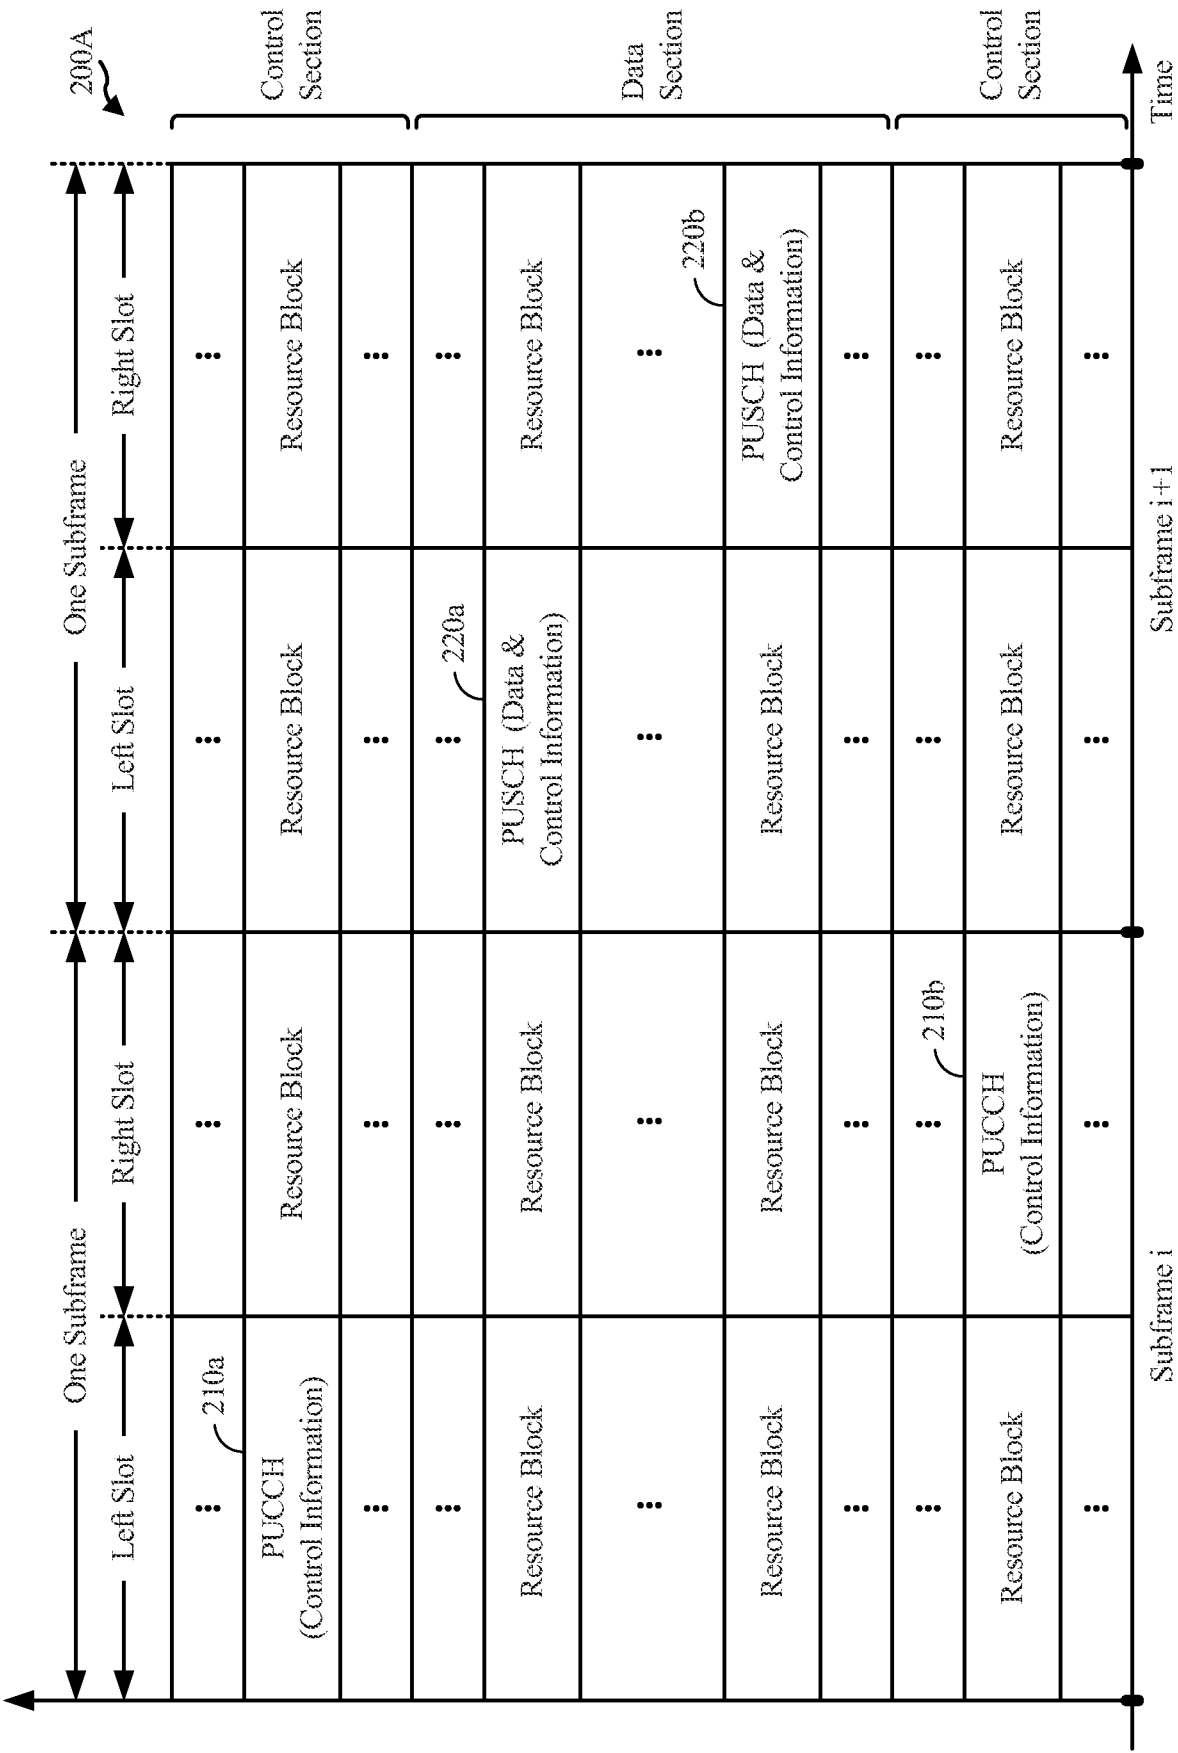 200A
One Subframe
One Subframe
Left Slot
Right Slot
Left Slot
Right Slot
...
210a
...
...
...
PUCCH
(Control Information)
Resource Block
Resource Block
Resource Block
Control
Section
...
...
...
...
...
...
...
220a
...
Resource Block
Resource Block
PUSCH (Data &
Control Information)
Resource Block
Data
Section
...
...
...
...
220b
Resource Block
Resource Block
Resource Block
PUSCH (Data &
Control Information)
...
...
...
...
...
...
210b
...
...
Resource Block
PUCCH
(Control Information)
Resource Block
Resource Block
Control
Section
...
...
...
...
Subframe i
Subframe i+1
Time